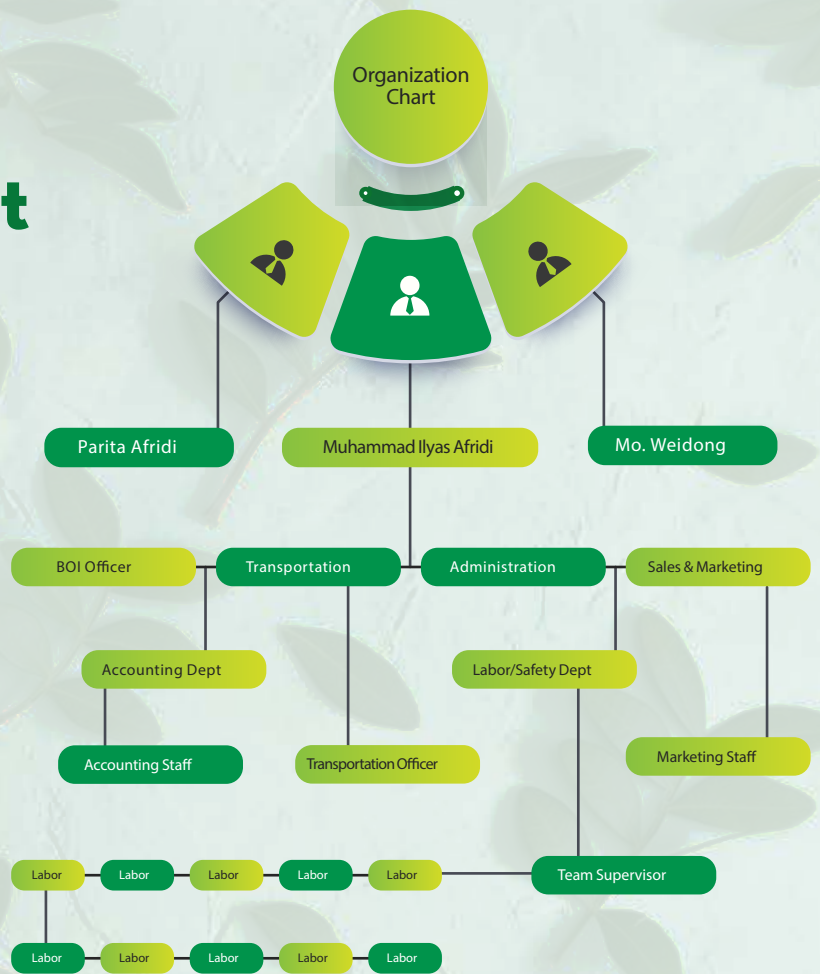 Organization
Chart
t
Parita Afridi
Muhammad Ilyas Afridi
Mo. Weidong
BOI Officer
Transportation
Administration
Sales & Marketing
Accounting Dept
Labor/Safety Dept
Accounting Staff
Transportation Officer
Marketing Staff
Labor
Labor
Labor
Labor
Labor
Team Supervisor
Labor
Labor
Labor
Labor
Labor